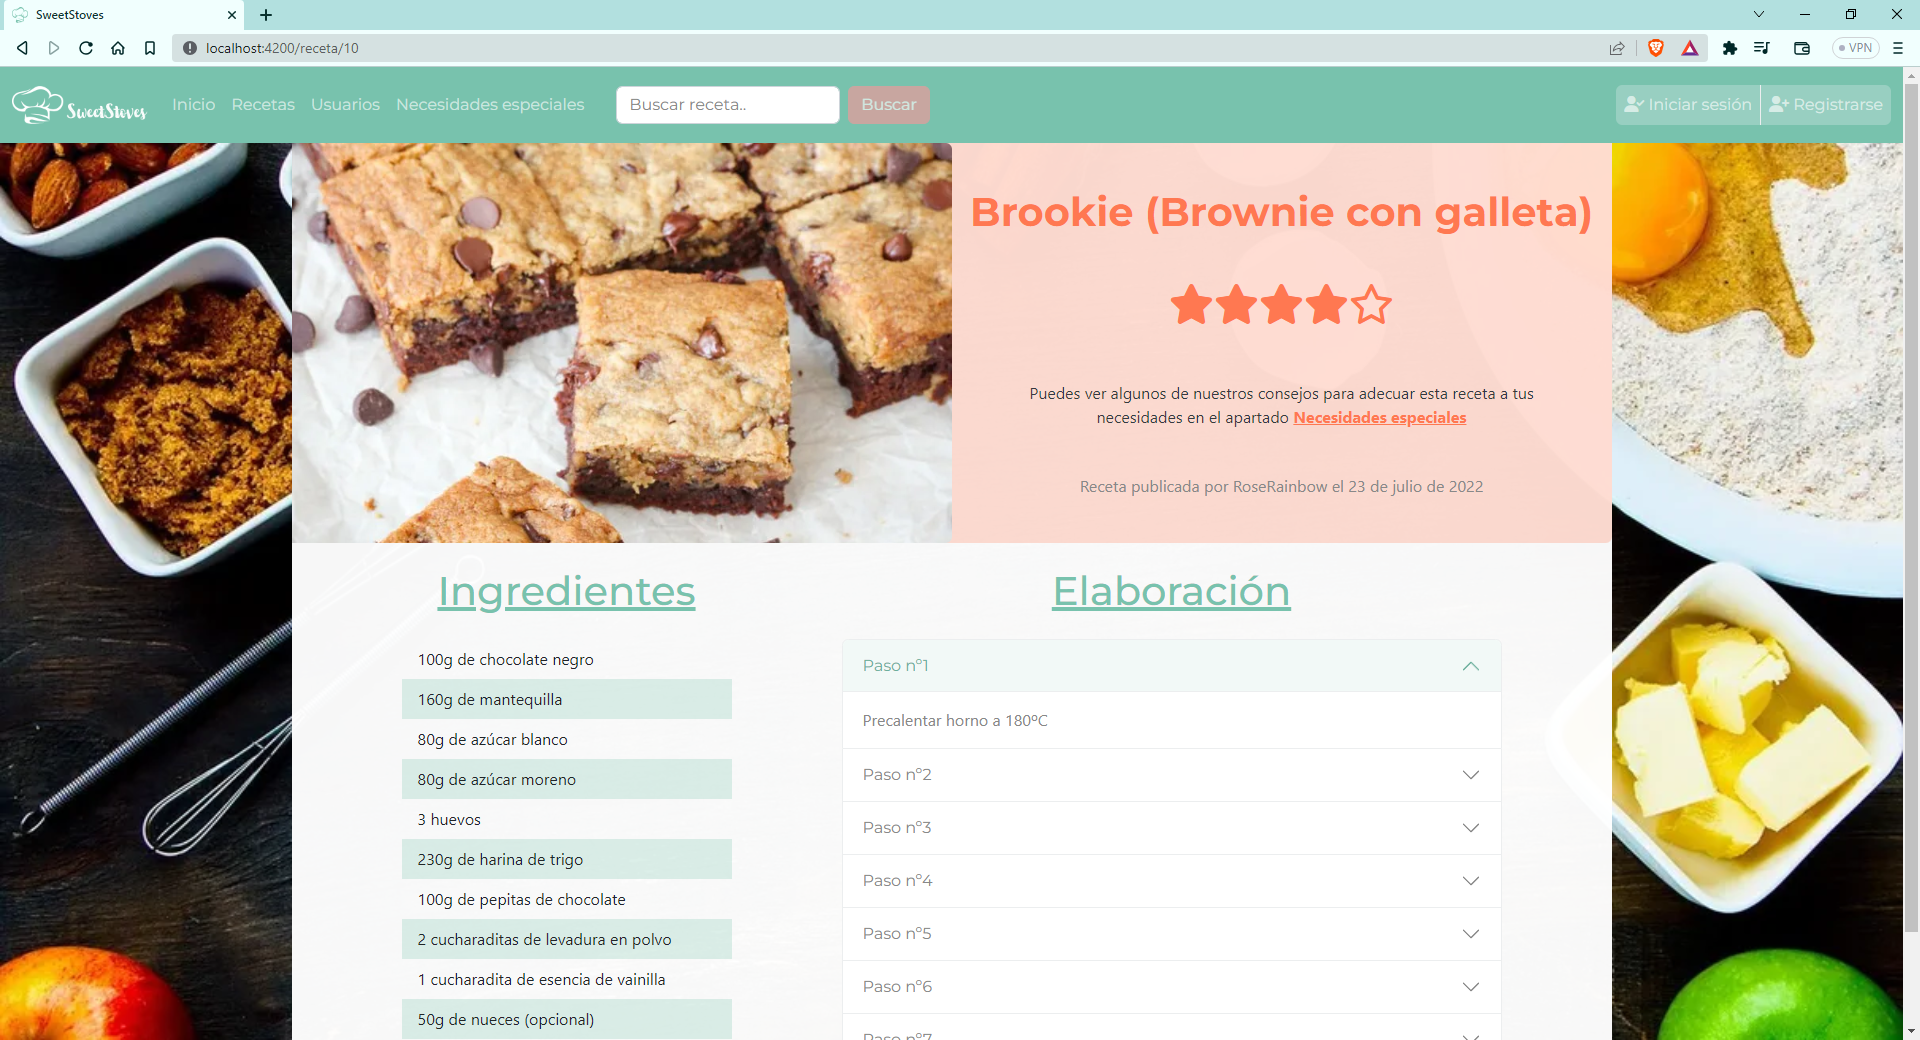 SweetStoves
localhost:4200/receta/10
VPN
SweetStoves
Inicio Recetas Usuarios Necesidades especiales
Buscar receta..
Buscar
Iniciar sesión
Registrarse
Brookie (Brownie con galleta)
Puedes ver algunos de nuestros consejos para adecuar esta receta a tus
necesidades en el apartado Necesidades especiales
Receta publicada por RoseRainbow el 23 de julio de 2022
Ingredientes
100g de chocolate negro
160g de mantequilla
80g de azúcar blanco
80g de azúcar moreno
3 huevos
230g de harina de trigo
100g de pepitas de chocolate
2 cucharaditas de levadura en polvo
1 cucharadita de esencia de vainilla
50g de nueces (opcional)
Elaboración
Paso nº1
Precalentar horno a 180ºC
Paso nº2
Paso nº3
Paso nº4
Paso nº5
Paso nº6
Paso nº7